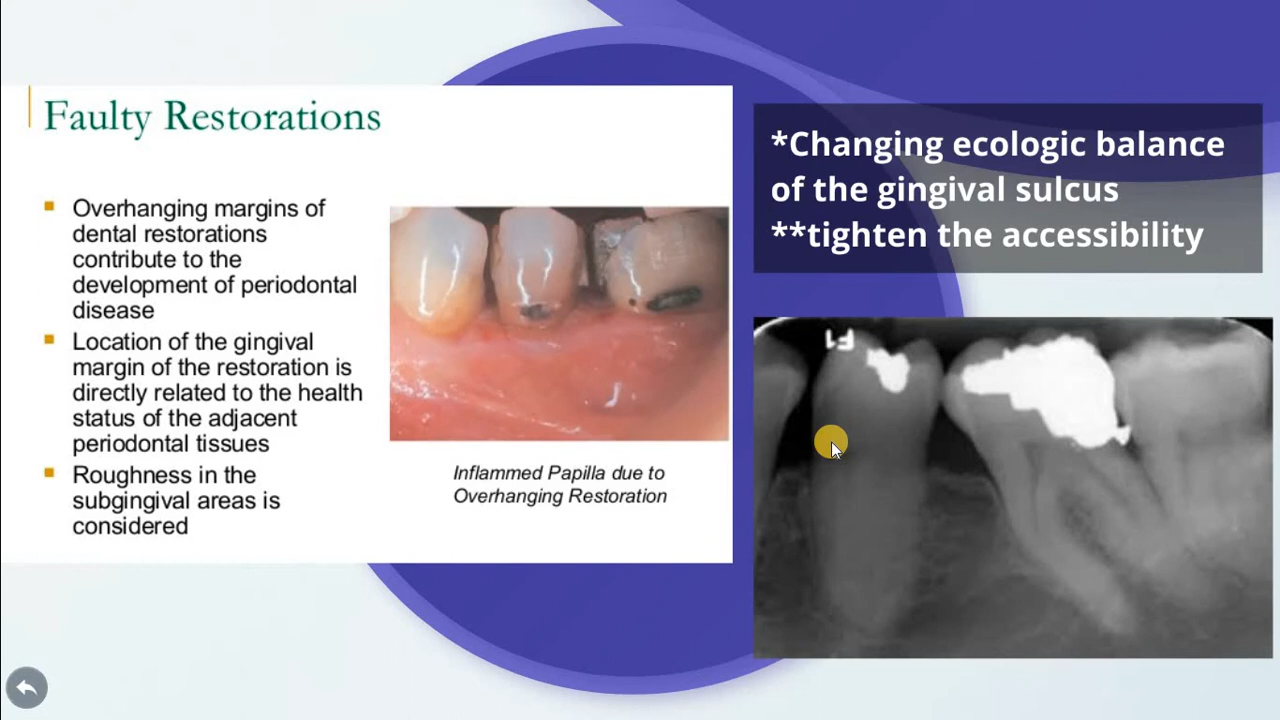 Faulty Restorations
Overhanging margins of
dental restorations
contribute to the
development of periodontal
disease
Location of the gingival
margin of the restoration is
directly related to the health
status of the adjacent
periodontal tissues
Roughness in the
subgingival areas is
considered
Inflammed Papilla due to
Overhanging Restoration
*Changing ecologic balance
of the gingival sulcus
**tighten the accessibility